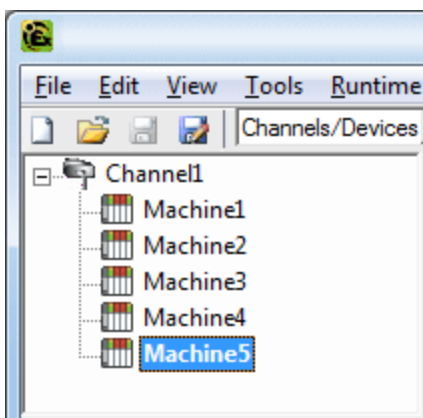 File Edit View Tools Runtime
Channels/Devices
Channel1
Machine1
Machine2
Machine3
Machine4
Machine5